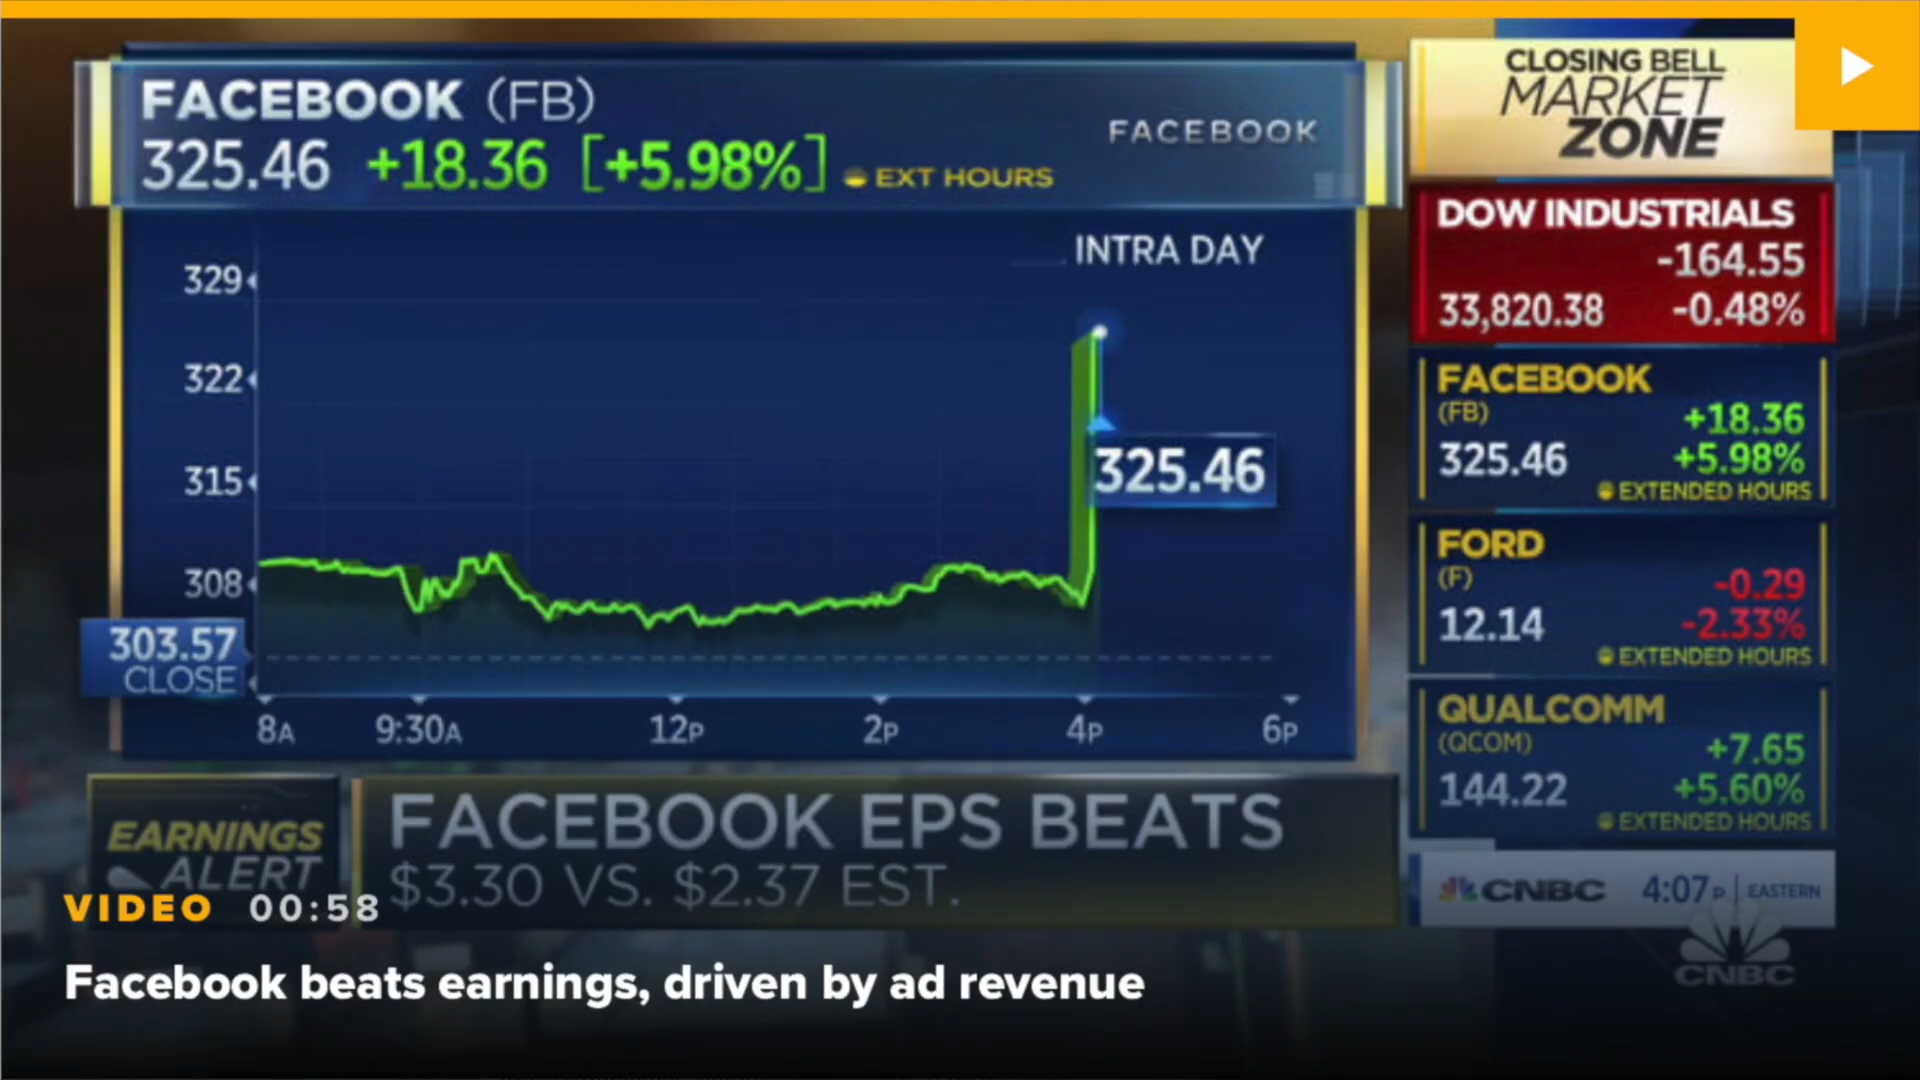 FACEBOOK (FB)
325.46 +18.36 [+5.98%] EXT HOURS
FACEBOOK
INTRA DAY
329
322
315
308
303.57
CLOSE
325.46
8A 9:30A 12P 2P 4P 6P
EARNINGS
ALERT
FACEBOOK EPS BEATS
$3.30 VS. $2.37 EST.
CLOSING BELL
MARKET
ZONE
DOW INDUSTRIALS
-164.55
33,820.38 -0.48%
FACEBOOK
(FB) +18.36
325.46 +5.98%
EXTENDED HOURS
FORD
(F) -0.29
12.14 -2.33%
EXTENDED HOURS
QUALCOMM
(QCOM) +7.65
144.22 +5.60%
EXTENDED HOURS
CNBC 4:07P | EASTERN
CNBC
VIDEO 00:58
Facebook beats earnings, driven by ad revenue